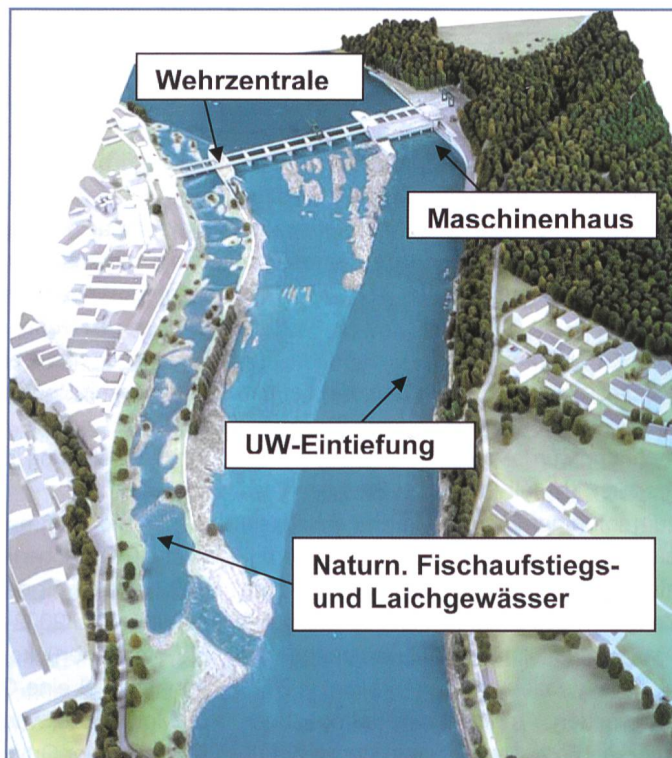 Wehrzentrale
Maschinenhaus
UW-Eintiefung
Naturn. Fischaufstiegs-
und Laichgewässer